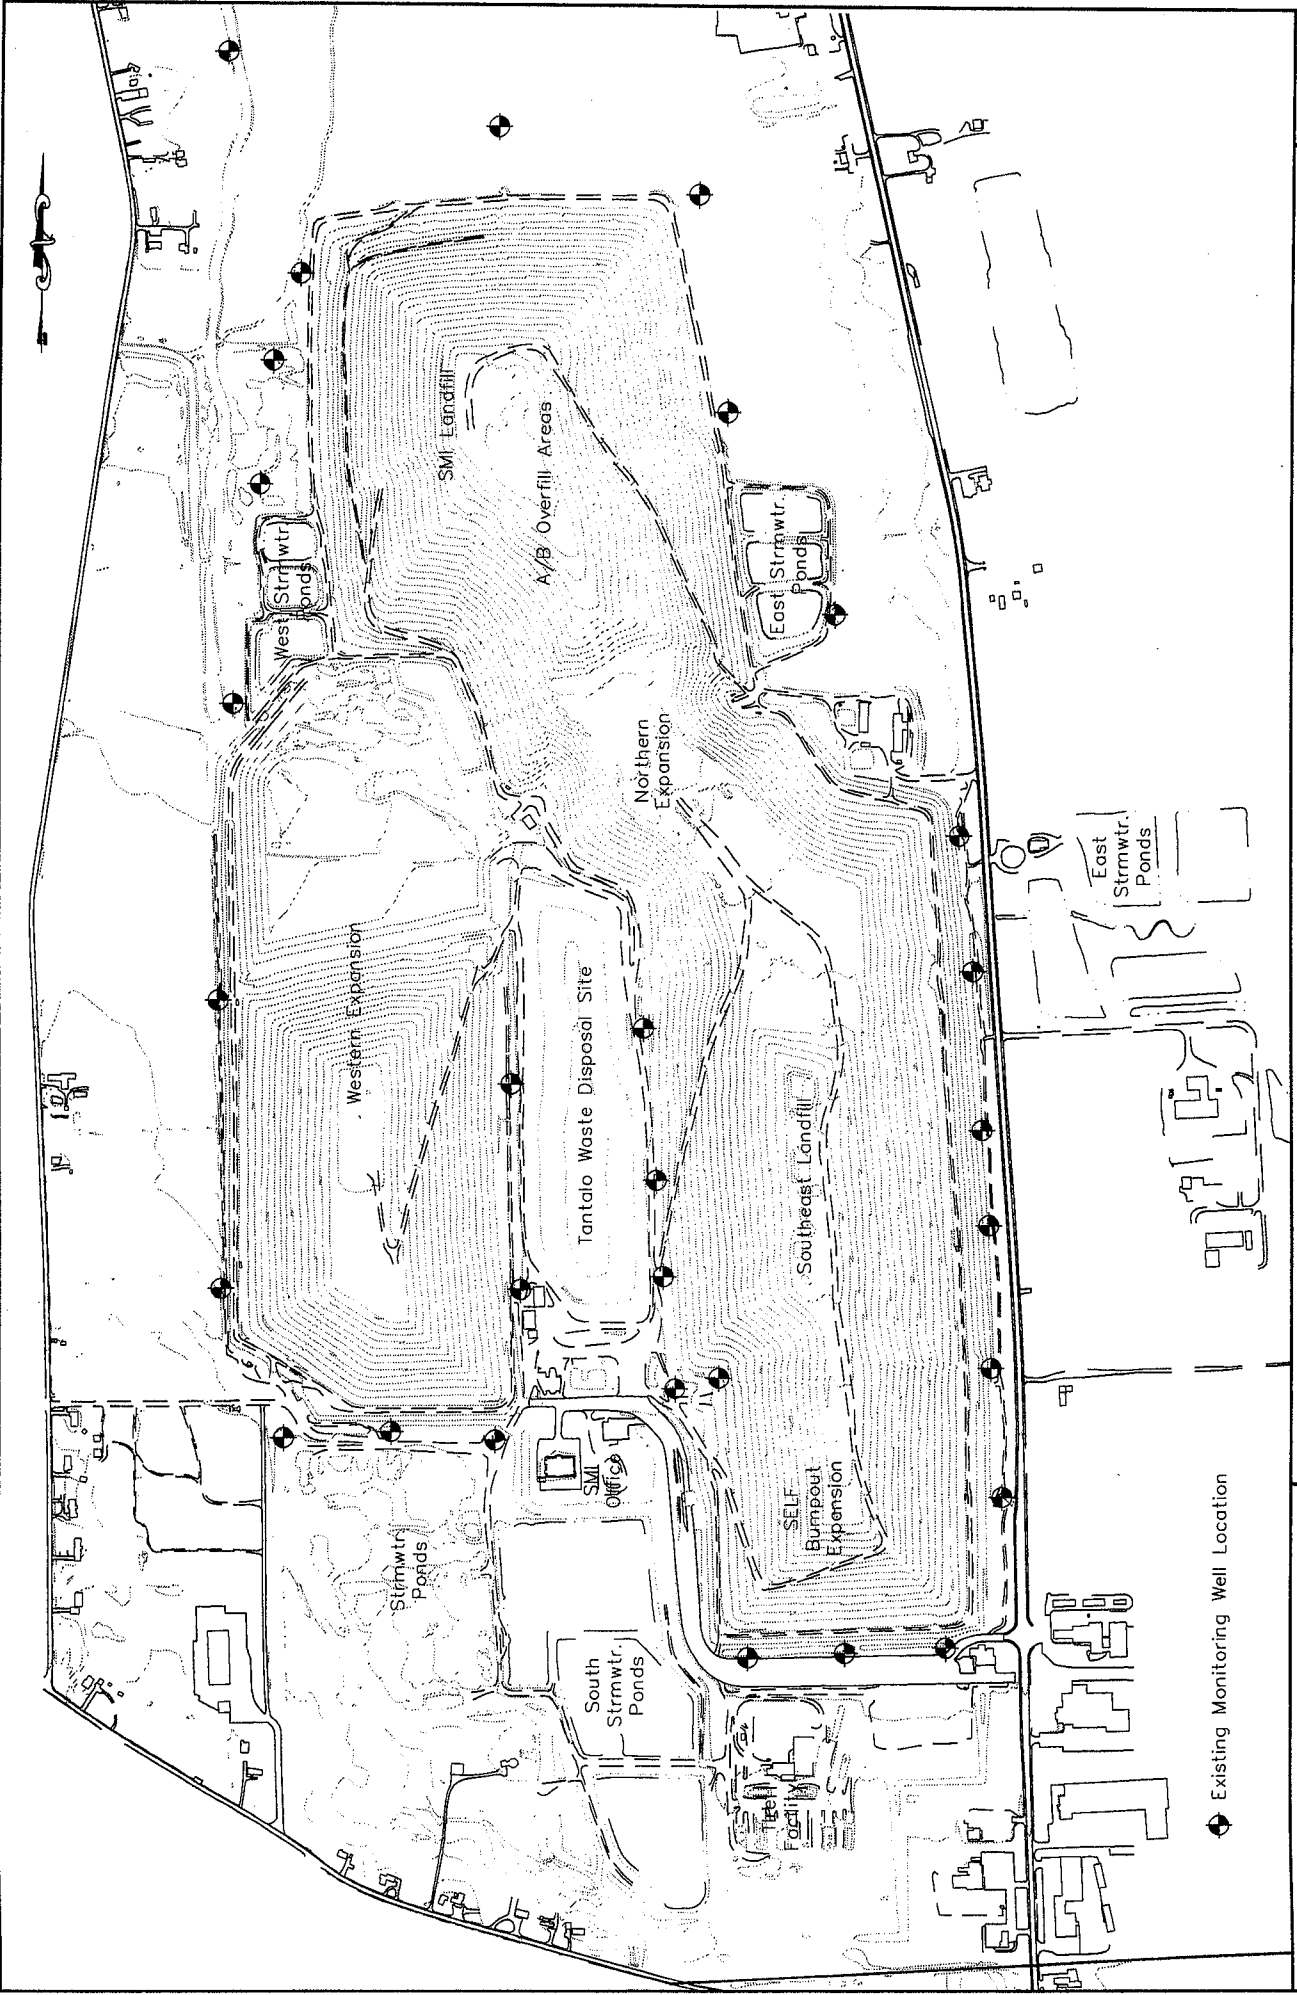 SMI Landfill
A/B Overfill Areas
West Strmwtr.
Ponds
East Strmwtr.
Ponds
Northern
Expansion
Western Expansion
Tantalo Waste Disposal Site
Southeast Landfill
East
Strmwtr.
Ponds
SMI
Office
SELF
Bumpout
Expansion
Strmwtr.
Ponds
South
Strmwtr.
Ponds
Facility
Existing Monitoring Well Location